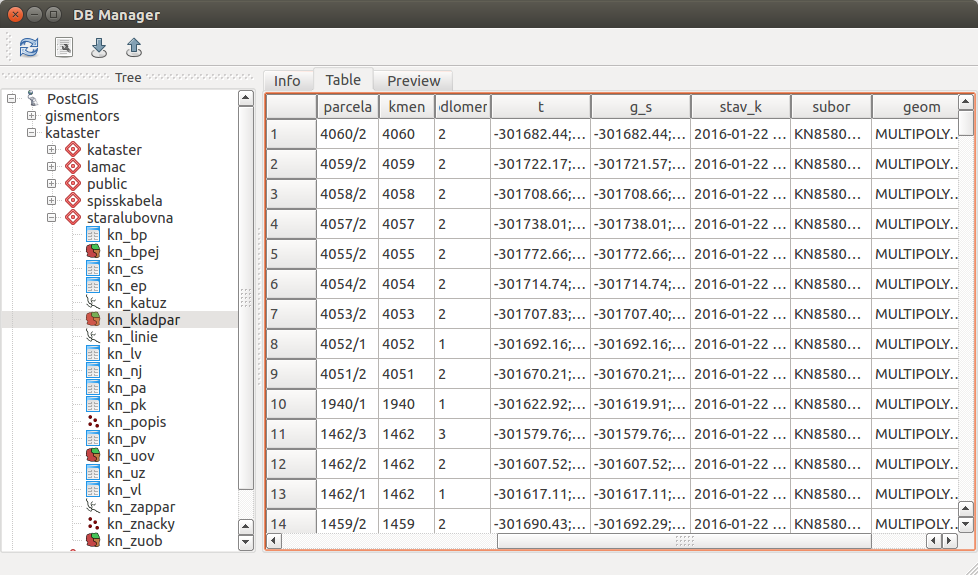 DB Manager
Tree
PostGIS
gismentors
kataster
kataster
lamac
public
spisskabela
staralubovna
kn_bp
kn_bpej
kn_cs
kn_ep
kn_katuz
kn_kladpar
kn_linie
kn_lv
kn_nj
kn_pa
kn_pk
kn_popis
kn_pv
kn_uov
kn_uz
kn_vl
kn_zappar
kn_znacky
kn_zuob
Info Table Preview
parcela kmen dlomer t g_s stav_k subor geom
1 4060/2 4060 2 -301682.44;... -301682.44;... 2016-01-22 ... KN8580... MULTIPOLY...
2 4059/2 4059 2 -301722.17;... -301721.57;... 2016-01-22 ... KN8580... MULTIPOLY...
3 4058/2 4058 2 -301708.66;... -301708.66;... 2016-01-22 ... KN8580... MULTIPOLY...
4 4057/2 4057 2 -301738.01;... -301738.01;... 2016-01-22 ... KN8580... MULTIPOLY...
5 4055/2 4055 2 -301772.66;... -301772.66;... 2016-01-22 ... KN8580... MULTIPOLY...
6 4054/2 4054 2 -301714.74;... -301714.74;... 2016-01-22 ... KN8580... MULTIPOLY...
7 4053/2 4053 2 -301707.83;... -301707.40;... 2016-01-22 ... KN8580... MULTIPOLY...
8 4052/1 4052 1 -301692.16;... -301692.16;... 2016-01-22 ... KN8580... MULTIPOLY...
9 4051/2 4051 2 -301670.21;... -301670.21;... 2016-01-22 ... KN8580... MULTIPOLY...
10 1940/1 1940 1 -301622.92;... -301619.91;... 2016-01-22 ... KN8580... MULTIPOLY...
11 1462/3 1462 3 -301579.76;... -301579.76;... 2016-01-22 ... KN8580... MULTIPOLY...
12 1462/2 1462 2 -301607.52;... -301607.52;... 2016-01-22 ... KN8580... MULTIPOLY...
13 1462/1 1462 1 -301617.11;... -301617.11;... 2016-01-22 ... KN8580... MULTIPOLY...
14 1459/2 1459 2 -301690.43;... -301692.29;... 2016-01-22 ... KN8580... MULTIPOLY...